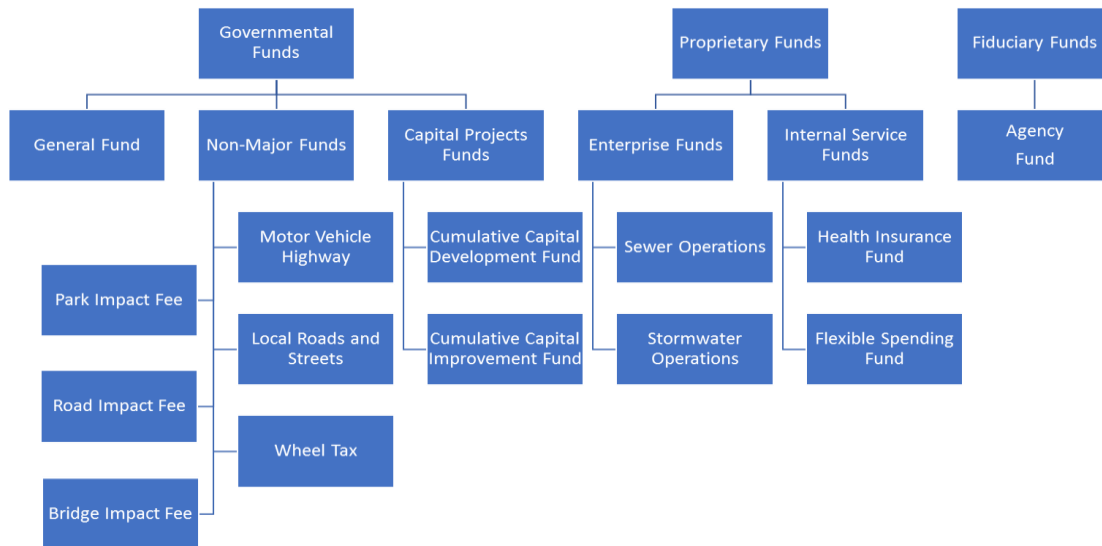 Governmental
Funds
Proprietary Funds
Fiduciary Funds
General Fund
Non-Major Funds
Capital Projects
Funds
Enterprise Funds
Internal Service
Funds
Agency
Fund
Motor Vehicle
Highway
Cumulative Capital
Development Fund
Sewer Operations
Health Insurance
Fund
Park Impact Fee
Local Roads and
Streets
Cumulative Capital
Improvement Fund
Stormwater
Operations
Flexible Spending
Fund
Road Impact Fee
Wheel Tax
Bridge Impact Fee